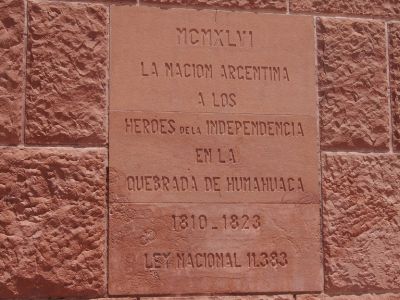 MCMXLVI
LA NACION ARGENTINA
A LOS
HEROES DE LA INDEPENDENCIA
EN LA
QUEBRADA DE HUMAHUACA
1810-1823
LEY NACIONAL 11.383